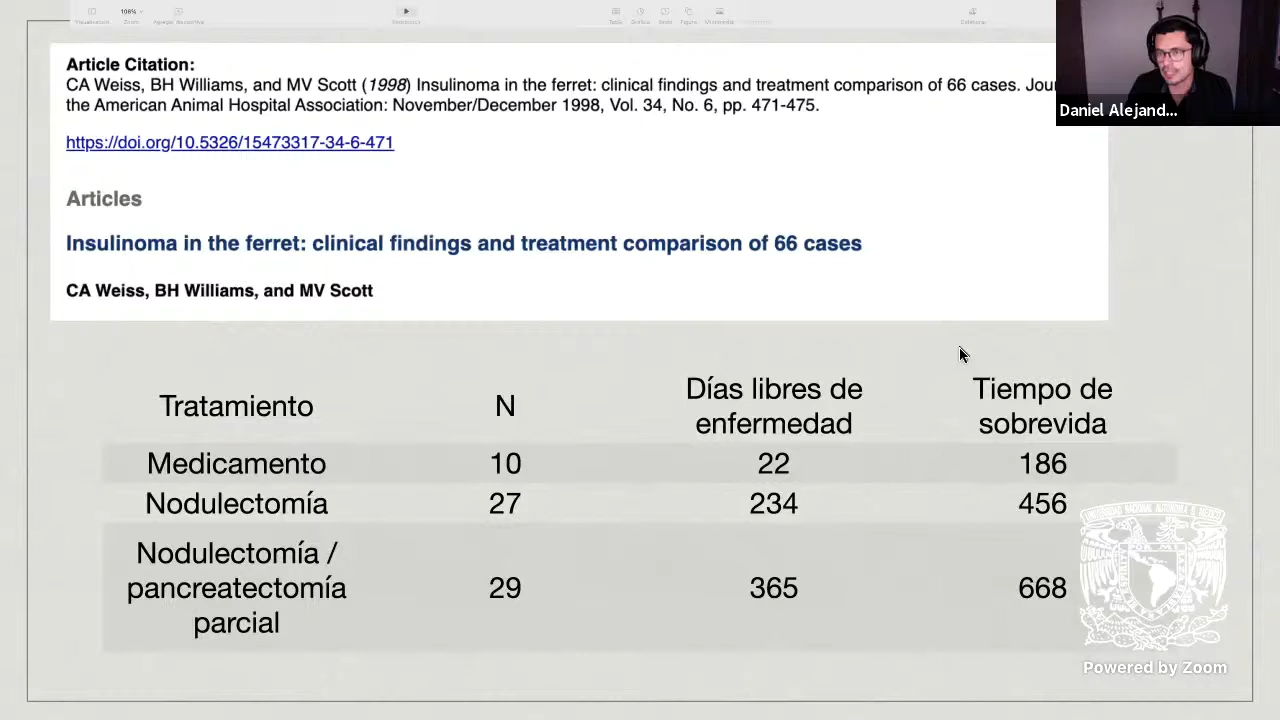 108%
Article Citation:
CA Weiss, BH Williams, and MV Scott (1998) Insulinoma in the ferret: clinical findings and treatment comparison of 66 cases. Jour
the American Animal Hospital Association: November/December 1998, Vol. 34, No. 6, pp. 471-475.
Daniel Alejand...
https://doi.org/10.5326/15473317-34-6-471
Articles
Insulinoma in the ferret: clinical findings and treatment comparison of 66 cases
CA Weiss, BH Williams, and MV Scott
Tratamiento N Días libres de enfermedad Tiempo de sobrevida
Medicamento 10 22 186
Nodulectomía 27 234 456
Nodulectomía / pancreatectomía parcial 29 365 668
Powered by Zoom